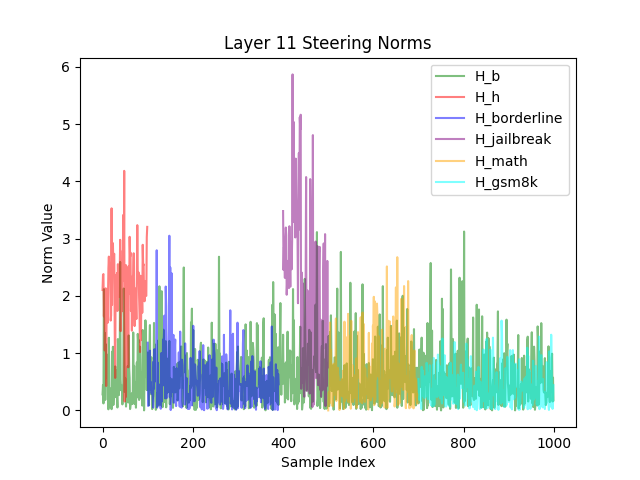 Layer 11 Steering Norms
Norm Value
6
5
4
3
2
1
0
0
200
400
600
800
1000
Sample Index
H_b
H_h
H_borderline
H_jailbreak
H_math
H_gsm8k